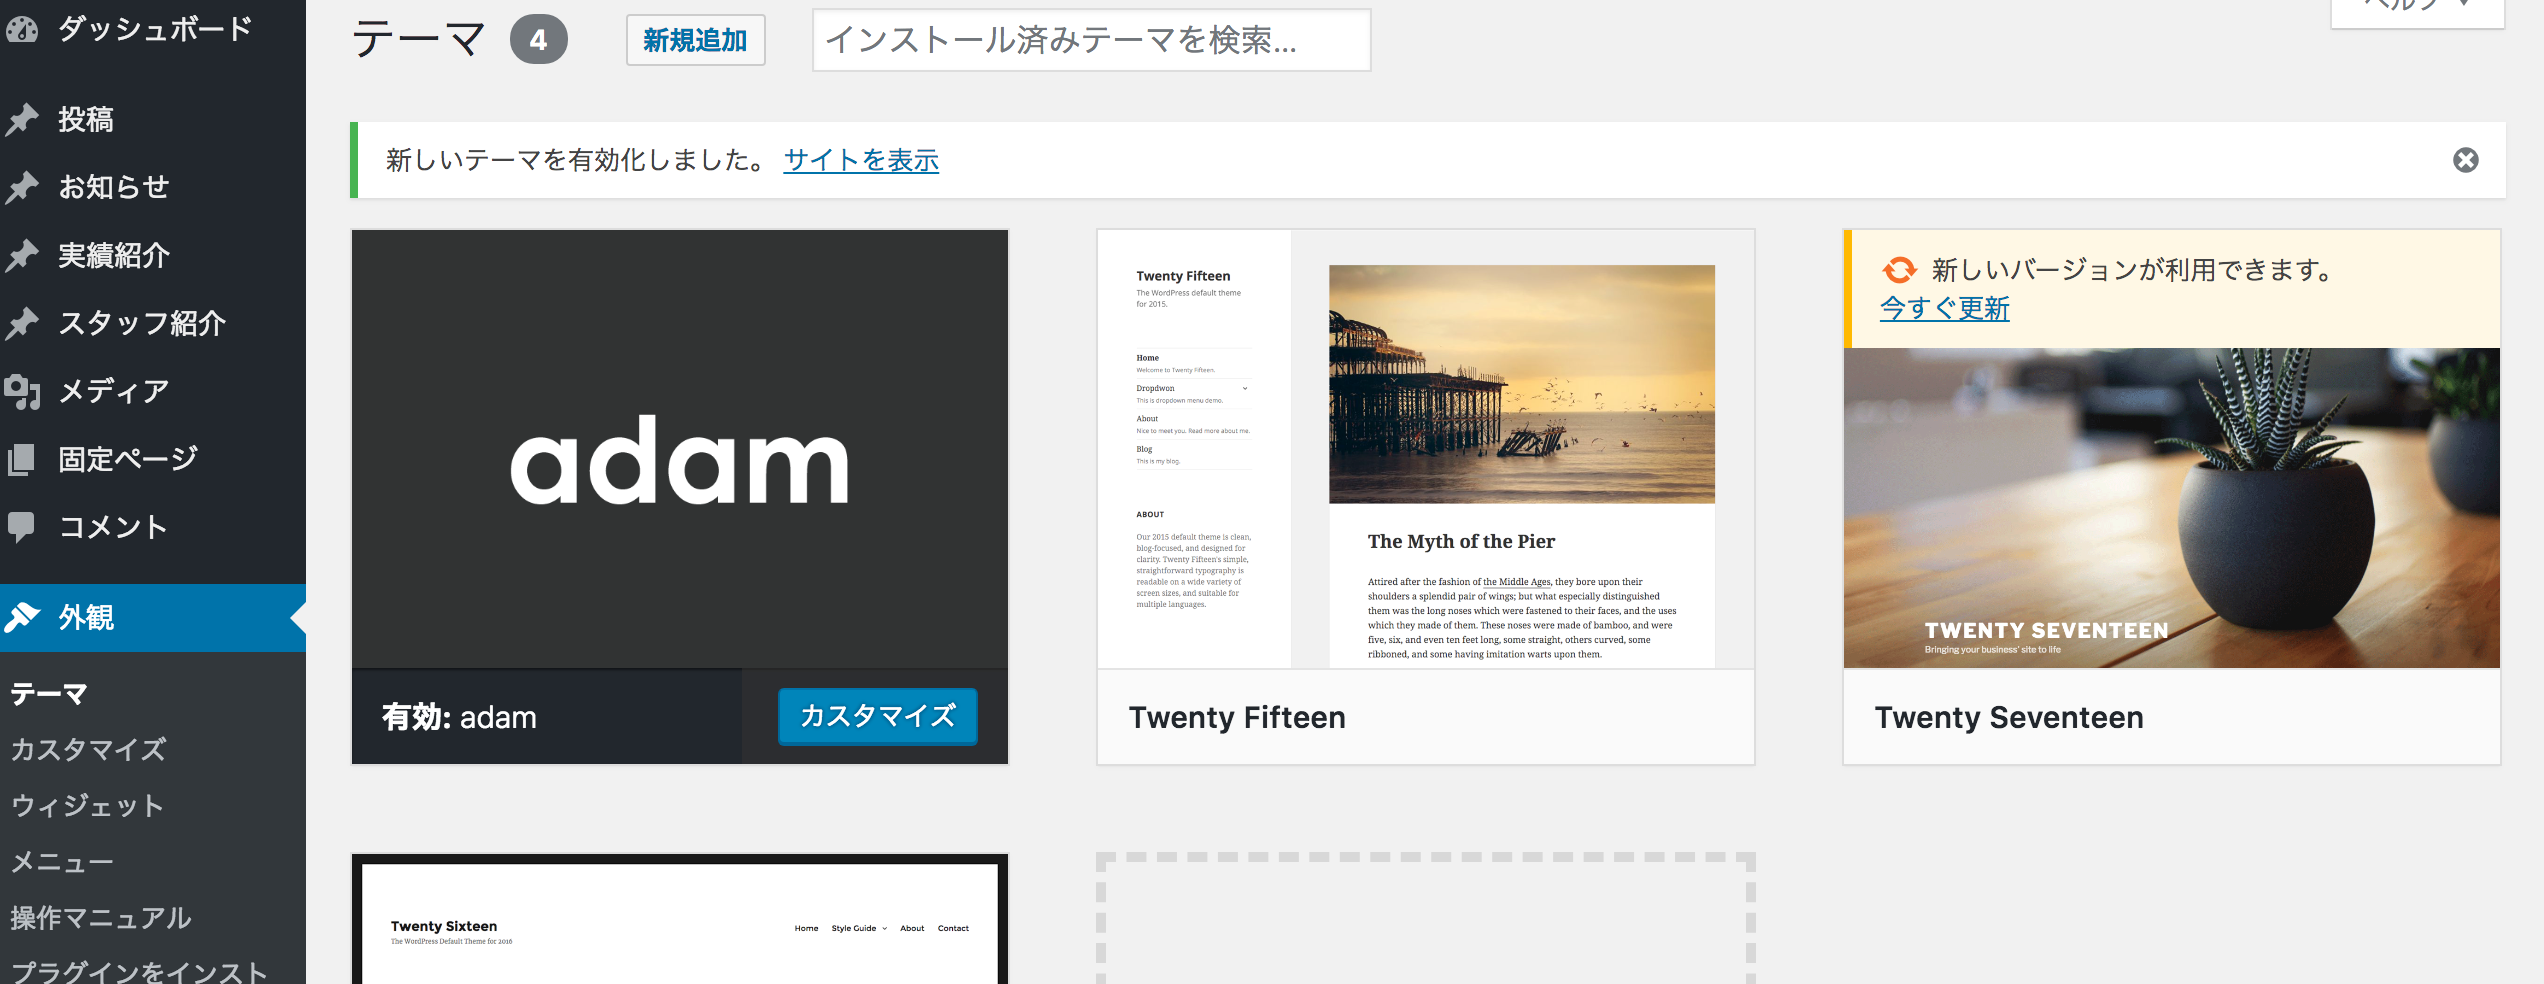 ダッシュボード
投稿
お知らせ
実績紹介
スタッフ紹介
メディア
固定ページ
コメント
外観
テーマ
カスタマイズ
ウィジェット
メニュー
操作マニュアル
プラグインをインスト
テーマ 4 新規追加 インストール済みテーマを検索...
ヘルプ ▼
新しいテーマを有効化しました。 サイトを表示
adam
有効: adam カスタマイズ
Twenty Fifteen
The WordPress default theme
for 2015.
Home
Welcome to Twenty Fifteen.
Dropdwon
This is dropdown menu demo.
About
Nice to meet you. Read more about me.
Blog
This is my blog.
ABOUT
Our 2015 default theme is clean,
blog-focused, and designed for
clarity. Twenty Fifteen's simple,
straightforward typography is
readable on a wide variety of
screen sizes, and suitable for
multiple languages.
The Myth of the Pier
Attired after the fashion of the Middle Ages, they bore upon their
shoulders a splendid pair of wings; but what especially distinguished
them was the long noses which were fastened to their faces, and the uses
which they made of them. These noses were made of bamboo, and were
five, six, and even ten feet long, some straight, others curved, some
ribboned, and some having imitation warts upon them.
Twenty Fifteen
新しいバージョンが利用できます。
今すぐ更新
TWENTY SEVENTEEN
Bringing your business' site to life
Twenty Seventeen
Twenty Sixteen
The WordPress Default Theme for 2016
Home Style Guide About Contact